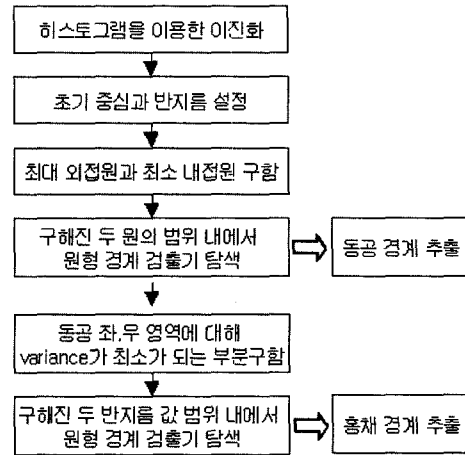 히스토그램을 이용한 이진화
초기 중심과 반지름 설정
최대 외접원과 최소 내접원 구함
구해진 두 원의 범위 내에서
원형 경계 검출기 탐색
동공 경계 추출
동공 좌,우 영역에 대해
variance가 최소가 되는 부분구함
구해진 두 반지름 값 범위 내에서
원형 경계 검출기 탐색
홍채 경계 추출